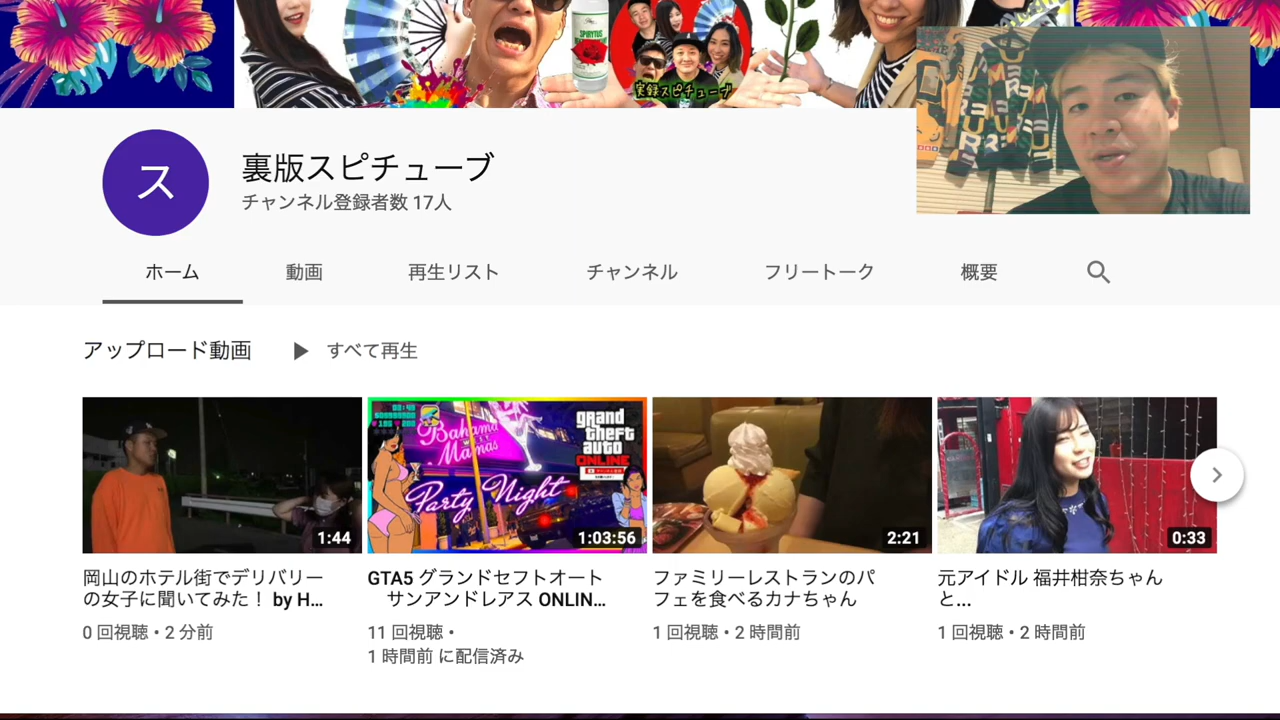 SPIRYTUS
実録スピチューブ
ス
裏版スピチューブ
チャンネル登録者数 17人
ホーム
動画
再生リスト
チャンネル
フリートーク
概要
アップロード動画
すべて再生
1:44
岡山のホテル街でデリバリー
の女子に聞いてみた！ by H...
0 回視聴・2 分前
Bahama
Mamas
Party Night
grand
theft
auto
ONLINE
1:03:56
GTA5 グランドセフトオート
サンアンドレアス ONLIN...
11 回視聴・
1 時間前 に配信済み
2:21
ファミリーレストランのパ
フェを食べるカナちゃん
1 回視聴・2 時間前
0:33
元アイドル 福井柑奈ちゃん
と...
1 回視聴・2 時間前